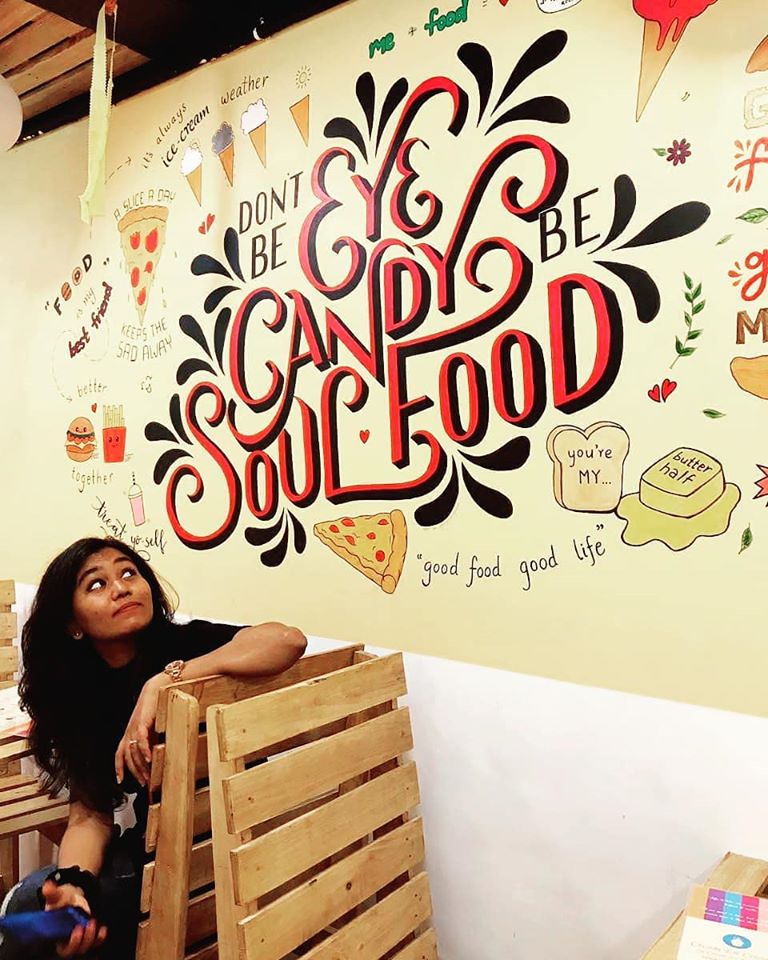 me + food =
it's always
ice-cream weather
DON'T
BE
EYE
CANDY
BE
SOUL FOOD
A SLICE A DAY
KEEPS THE
SAD AWAY
"FOOD
is my
best friend"
better
together
treat yo-self
you're
MY...
butter
half
"good food good life"